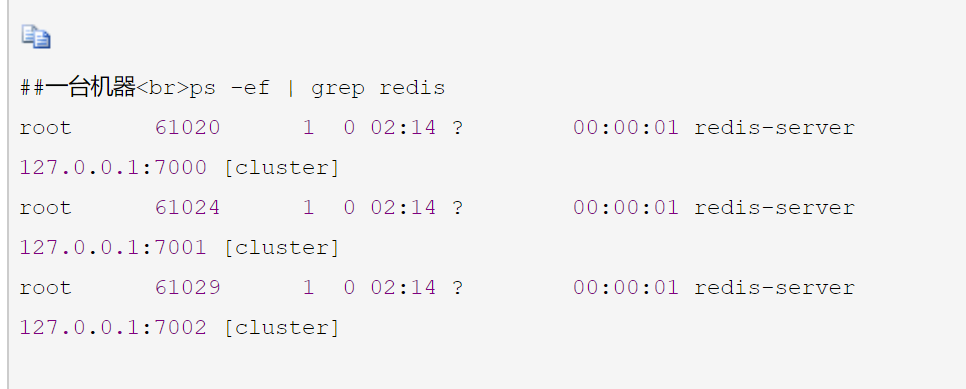 ##一台机器<br>ps -ef | grep redis
root 61020 1 0 02:14 ? 00:00:01 redis-server
127.0.0.1:7000 [cluster]
root 61024 1 0 02:14 ? 00:00:01 redis-server
127.0.0.1:7001 [cluster]
root 61029 1 0 02:14 ? 00:00:01 redis-server
127.0.0.1:7002 [cluster]